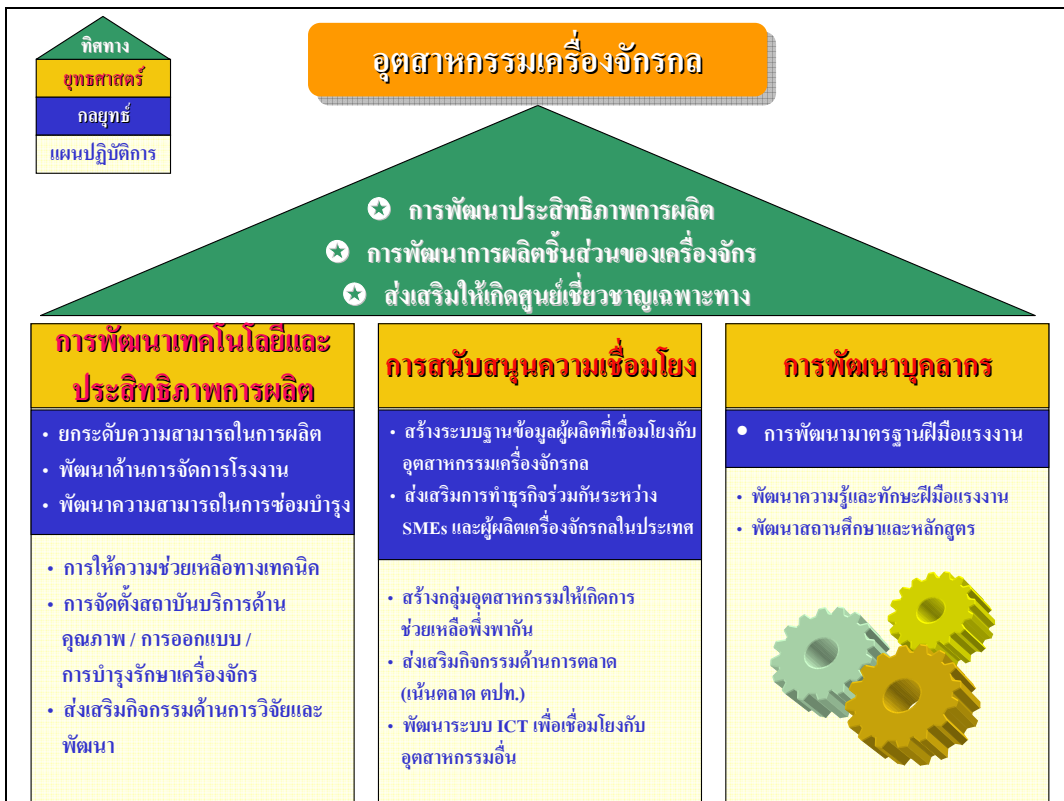 ทิศทาง
ยุทธศาสตร์
กลยุทธ์
แผนปฏิบัติการ
อุตสาหกรรมเครื่องจักรกล
การพัฒนาประสิทธิภาพการผลิต
การพัฒนาการผลิตชิ้นส่วนของเครื่องจักร
ส่งเสริมให้เกิดศูนย์เชี่ยวชาญเฉพาะทาง
การพัฒนาเทคโนโลยีและ
ประสิทธิภาพการผลิต
• ยกระดับความสามารถในการผลิต
• พัฒนาด้านการจัดการโรงงาน
• พัฒนาความสามารถในการซ่อมบำรุง
• การให้ความช่วยเหลือทางเทคนิค
• การจัดตั้งสถาบันบริการด้าน
คุณภาพ / การออกแบบ /
การบำรุงรักษาเครื่องจักร
• ส่งเสริมกิจกรรมด้านการวิจัยและ
พัฒนา
การสนับสนุนความเชื่อมโยง
• สร้างระบบฐานข้อมูลผู้ผลิตที่เชื่อมโยงกับ
อุตสาหกรรมเครื่องจักรกล
• ส่งเสริมการทำธุรกิจร่วมกันระหว่าง
SMEs และผู้ผลิตเครื่องจักรกลในประเทศ
• สร้างกลุ่มอุตสาหกรรมให้เกิดการ
ช่วยเหลือพึ่งพากัน
• ส่งเสริมกิจกรรมด้านการตลาด
(เน้นตลาด ตปท.)
• พัฒนาระบบ ICT เพื่อเชื่อมโยงกับ
อุตสาหกรรมอื่น
การพัฒนาบุคลากร
• การพัฒนามาตรฐานฝีมือแรงงาน
• พัฒนาความรู้และทักษะฝีมือแรงงาน
• พัฒนาสถานศึกษาและหลักสูตร